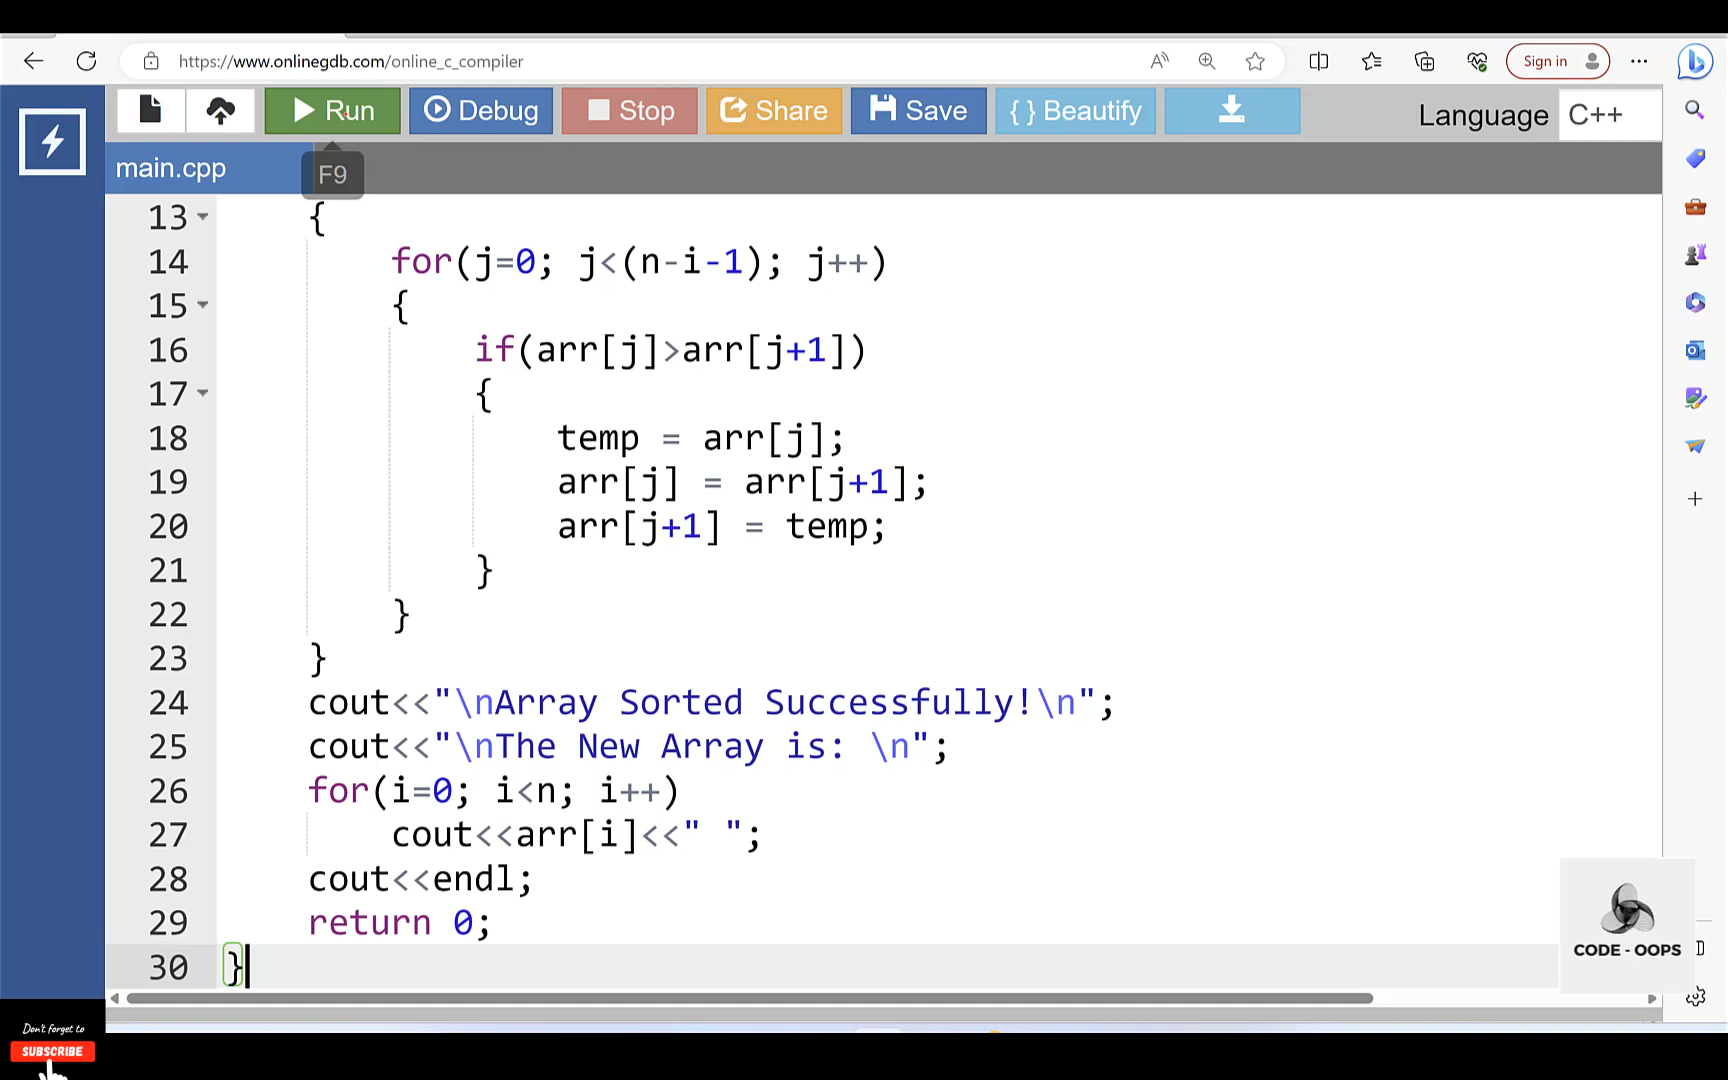 https://www.onlinegdb.com/online_c_compiler
Sign in
Run
Debug
Stop
Share
Save
{ } Beautify
Language C++
main.cpp
F9
13 {
14 for(j=0; j<(n-i-1); j++)
15 {
16 if(arr[j]>arr[j+1])
17 {
18 temp = arr[j];
19 arr[j] = arr[j+1];
20 arr[j+1] = temp;
21 }
22 }
23 }
24 cout<<"\nArray Sorted Successfully!\n";
25 cout<<"\nThe New Array is: \n";
26 for(i=0; i<n; i++)
27 cout<<arr[i]<<" ";
28 cout<<endl;
29 return 0;
30 }
CODE - OOPS
Don't forget to
SUBSCRIBE